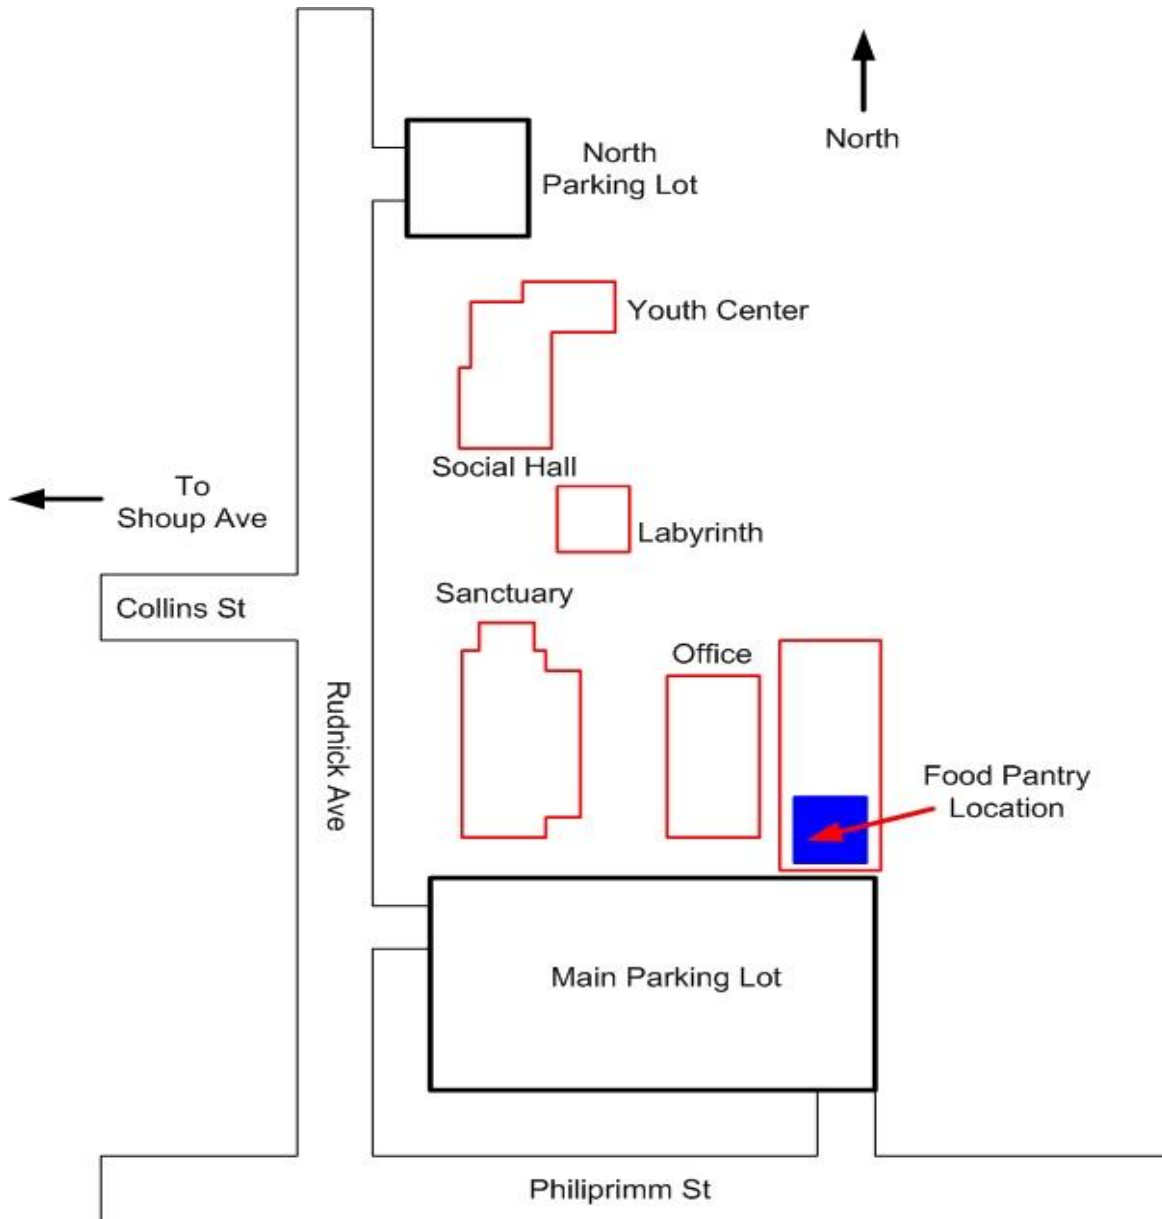 North
North
Parking Lot
Youth Center
Social Hall
To
Shoup Ave
Labyrinth
Collins St
Sanctuary
Office
Rudnick Ave
Food Pantry
Location
Main Parking Lot
Philiprimm St